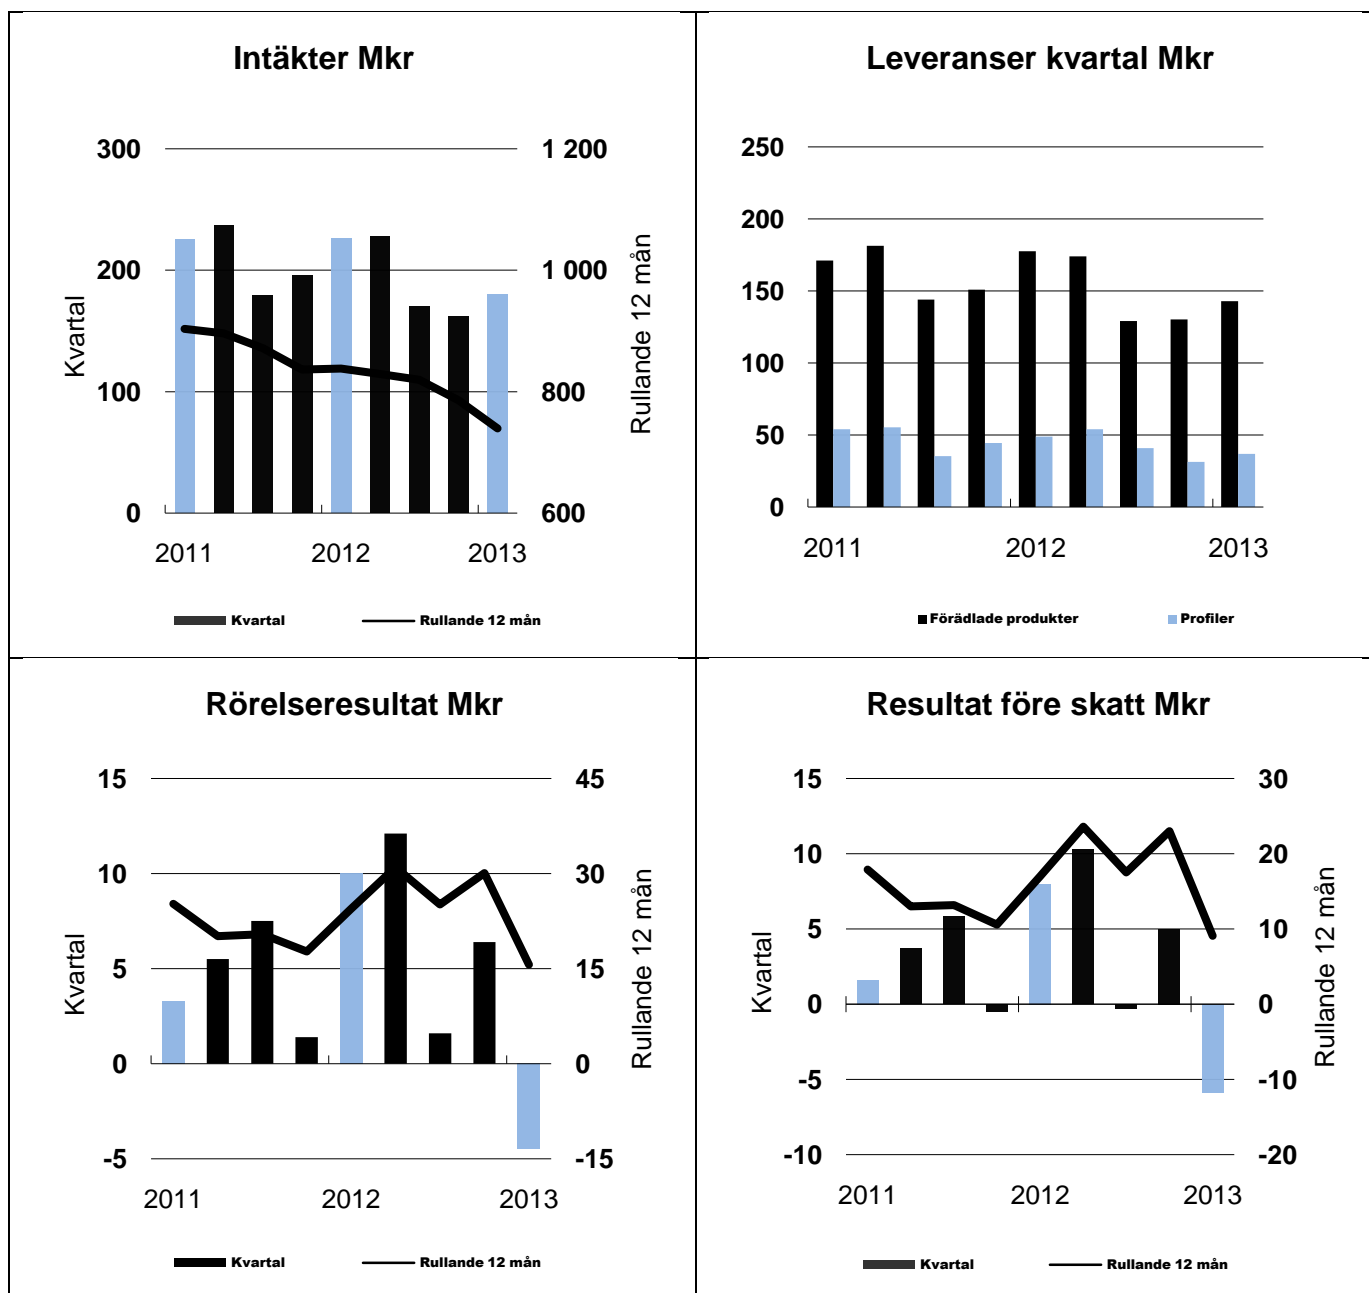 Intäkter Mkr
300
200
100
0
1 200
1 000
800
600
Kvartal
Rullande 12 mån
2011
2012
2013
Kvartal
Rullande 12 mån
Leveranser kvartal Mkr
250
200
150
100
50
0
2011
2012
2013
Förädlade produkter
Profiler
Rörelseresultat Mkr
15
10
5
0
-5
45
30
15
0
-15
Kvartal
Rullande 12 mån
2011
2012
2013
Kvartal
Rullande 12 mån
Resultat före skatt Mkr
15
10
5
0
-5
-10
30
20
10
0
-10
-20
Kvartal
Rullande 12 mån
2011
2012
2013
Kvartal
Rullande 12 mån